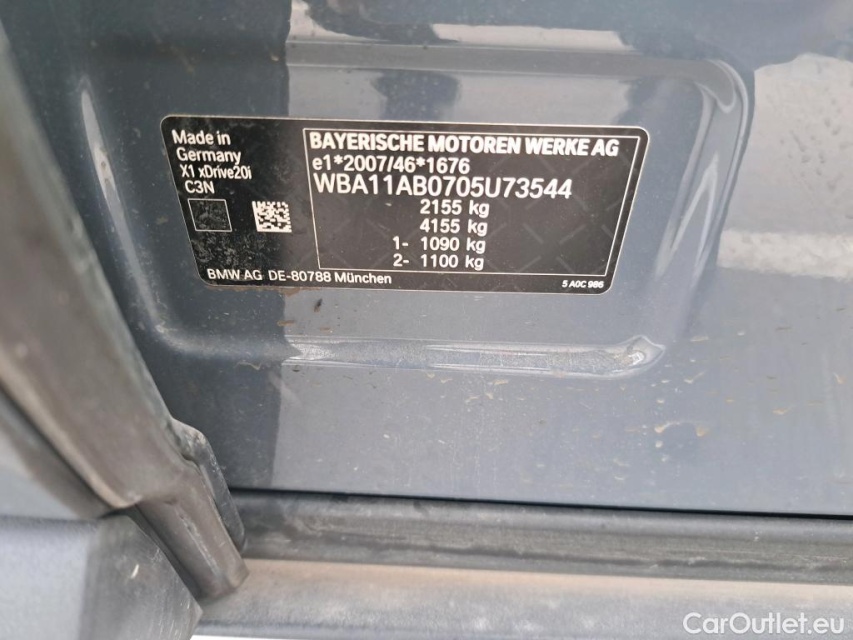 Made in
Germany
X1 xDrive20i
C3N
BAYERISCHE MOTOREN WERKE AG
e1*2007/46*1676
WBA11AB0705U73544
2155 kg
4155 kg
1- 1090 kg
2- 1100 kg
BMW AG DE-80788 München
5 A0C 986
CarOutlet.eu